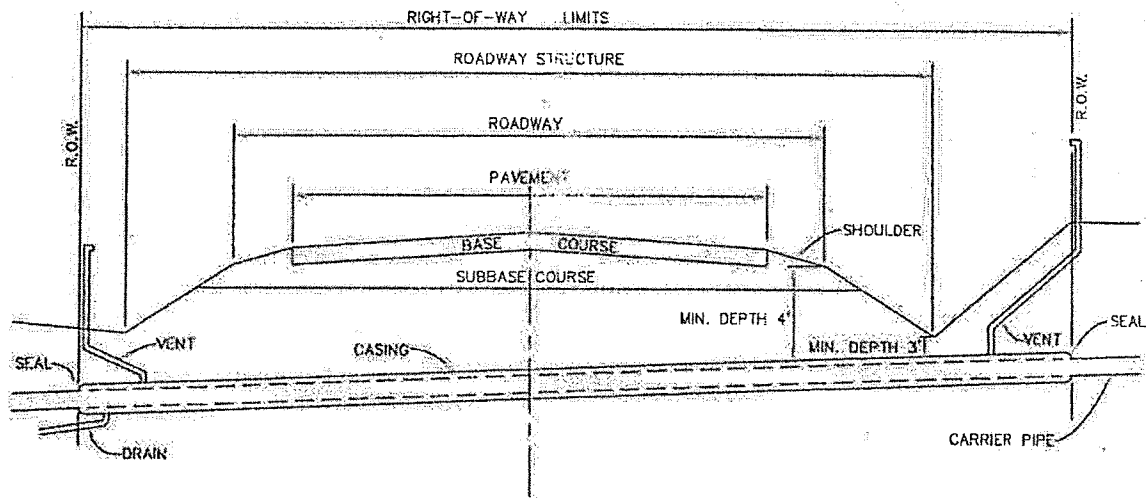 RIGHT-OF-WAY LIMITS
ROADWAY STRUCTURE
R.O.W.
R.O.W.
ROADWAY
PAVEMENT
SHOULDER
BASE COURSE
SUBBASE COURSE
MIN. DEPTH 4'
VENT
CASING
MIN. DEPTH 3'
VENT
SEAL
SEAL
CARRIER PIPE
DRAIN